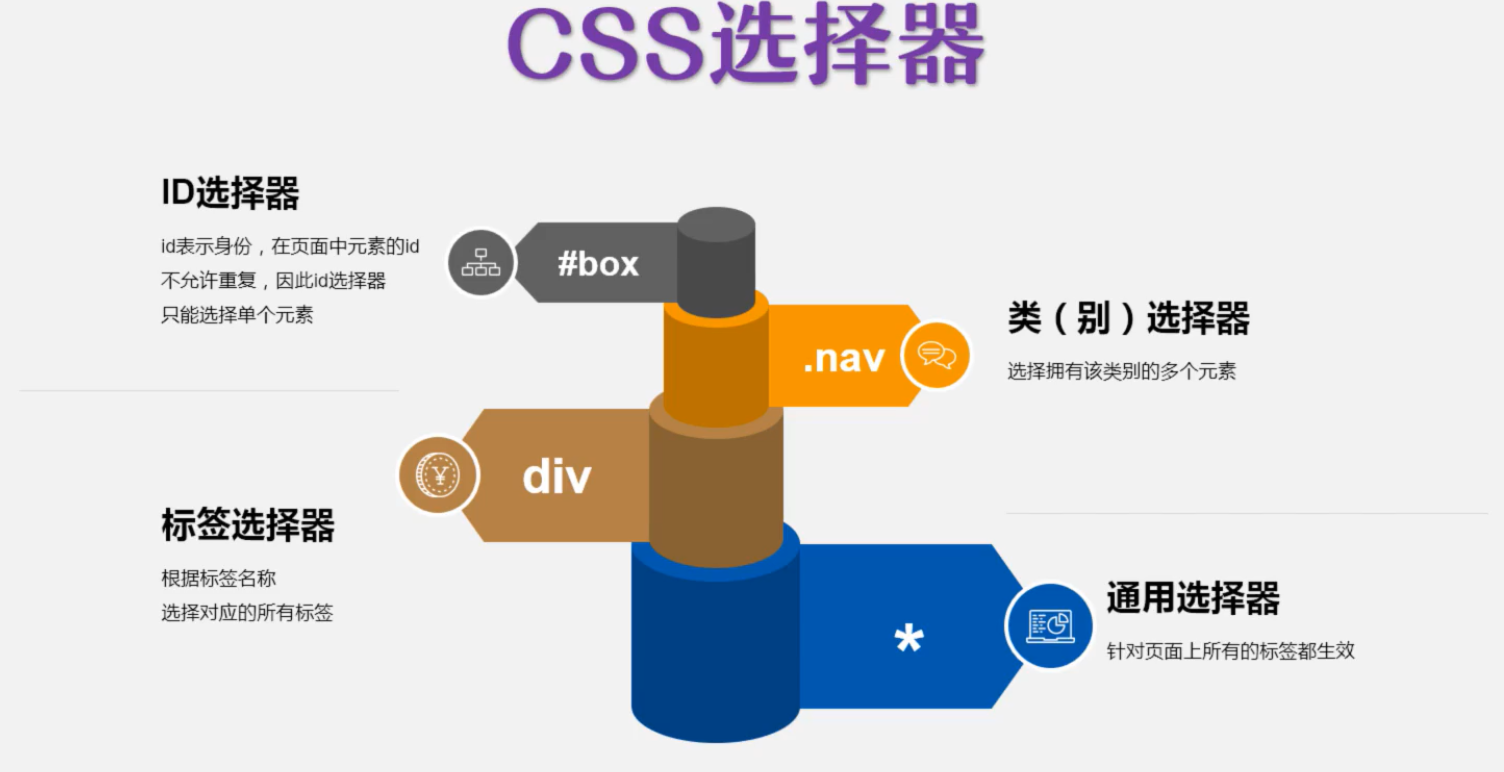 CSS选择器
ID选择器
id表示身份，在页面中元素的id
不允许重复，因此id选择器
只能选择单个元素
#box
类（别）选择器
选择拥有该类别的多个元素
.nav
div
标签选择器
根据标签名称
选择对应的所有标签
*
通用选择器
针对页面上所有的标签都生效
¥